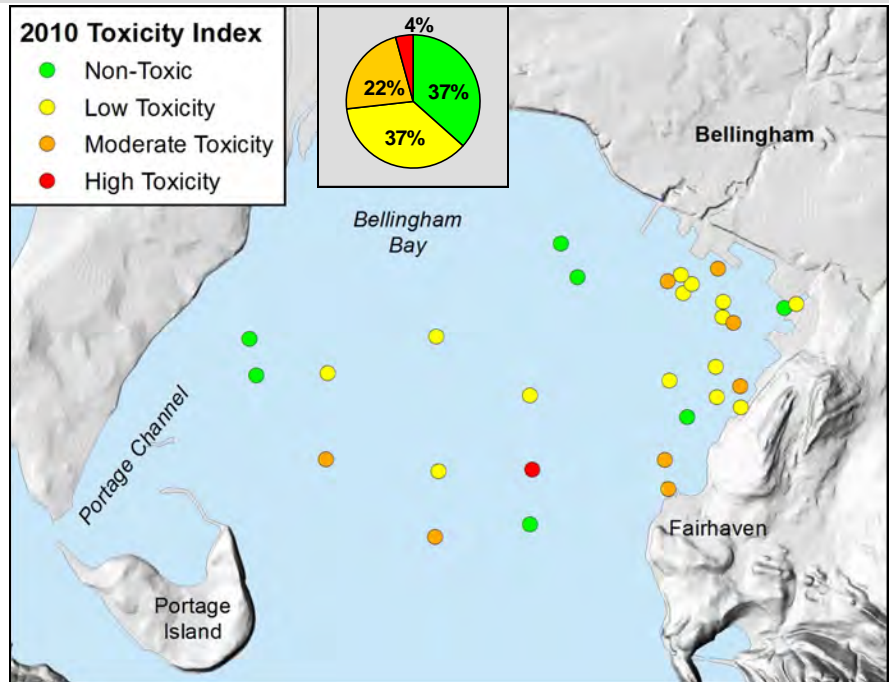 2010 Toxicity Index
Non-Toxic
Low Toxicity
Moderate Toxicity
High Toxicity
4%
37%
22%
37%
Bellingham
Bellingham
Bay
Portage Channel
Fairhaven
Portage
Island